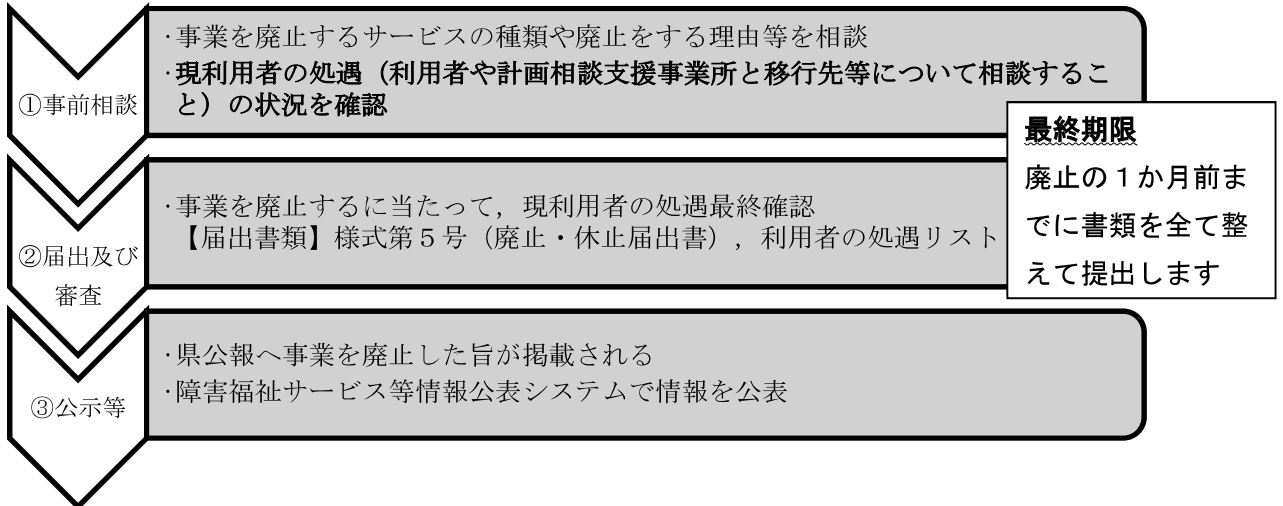 ①事前相談
·事業を廃止するサービスの種類や廃止をする理由等を相談
·現利用者の処遇（利用者や計画相談支援事業所と移行先等について相談するこ
と）の状況を確認
最終期限
廃止の１か月前ま
でに書類を全て整
えて提出します
②届出及び
審査
·事業を廃止するに当たって，現利用者の処遇最終確認
【届出書類】様式第５号（廃止・休止届出書），利用者の処遇リスト
③公示等
·県公報へ事業を廃止した旨が掲載される
·障害福祉サービス等情報公表システムで情報を公表